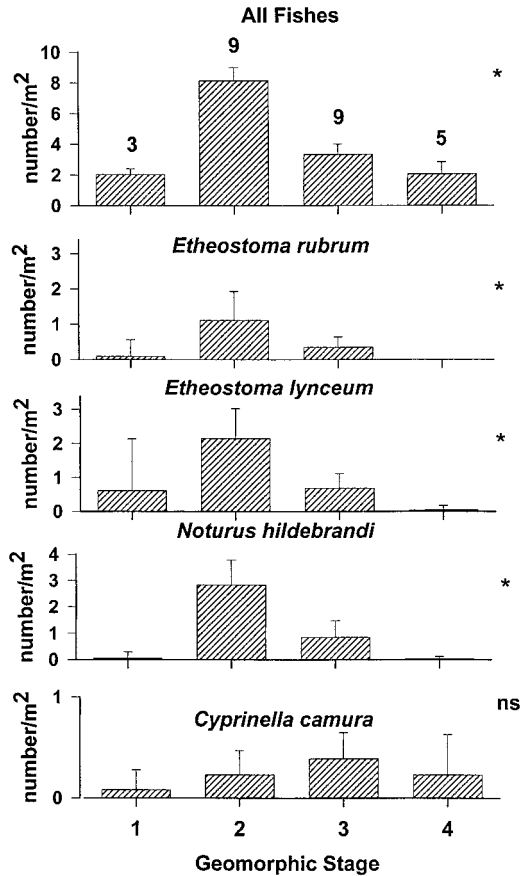 All Fishes
10
8
6
4
2
0
number/m2
3
9
9
5
*
Etheostoma rubrum
3
2
1
0
number/m2
*
Etheostoma lynceum
3
2
1
0
number/m2
*
Noturus hildebrandi
4
3
2
1
0
number/m2
*
Cyprinella camura
1
0
number/m2
ns
1 2 3 4
Geomorphic Stage